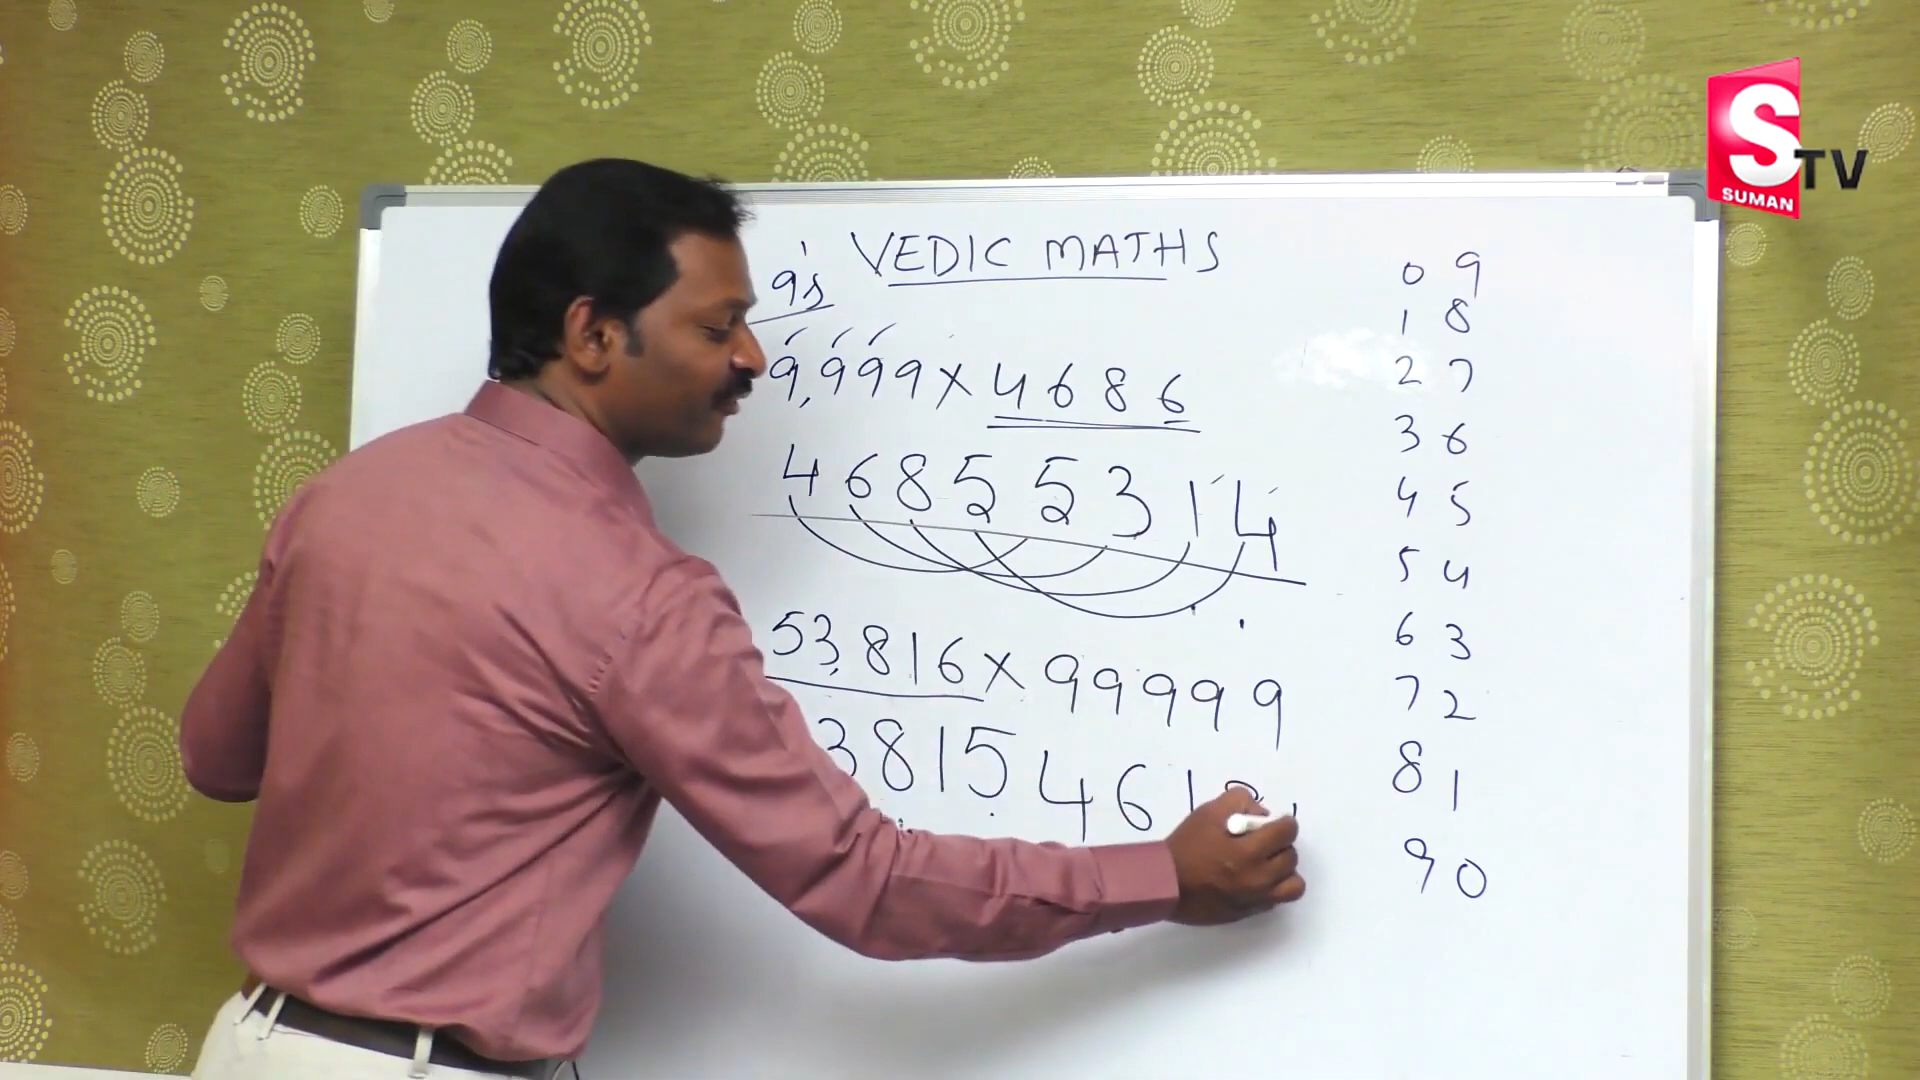 9's VEDIC MATHS
9,999 × 4686
46855314
53,816 × 99999
3815461
0 9
1 8
2 7
3 6
4 5
5 4
6 3
7 2
8 1
9 0
S TV
SUMAN